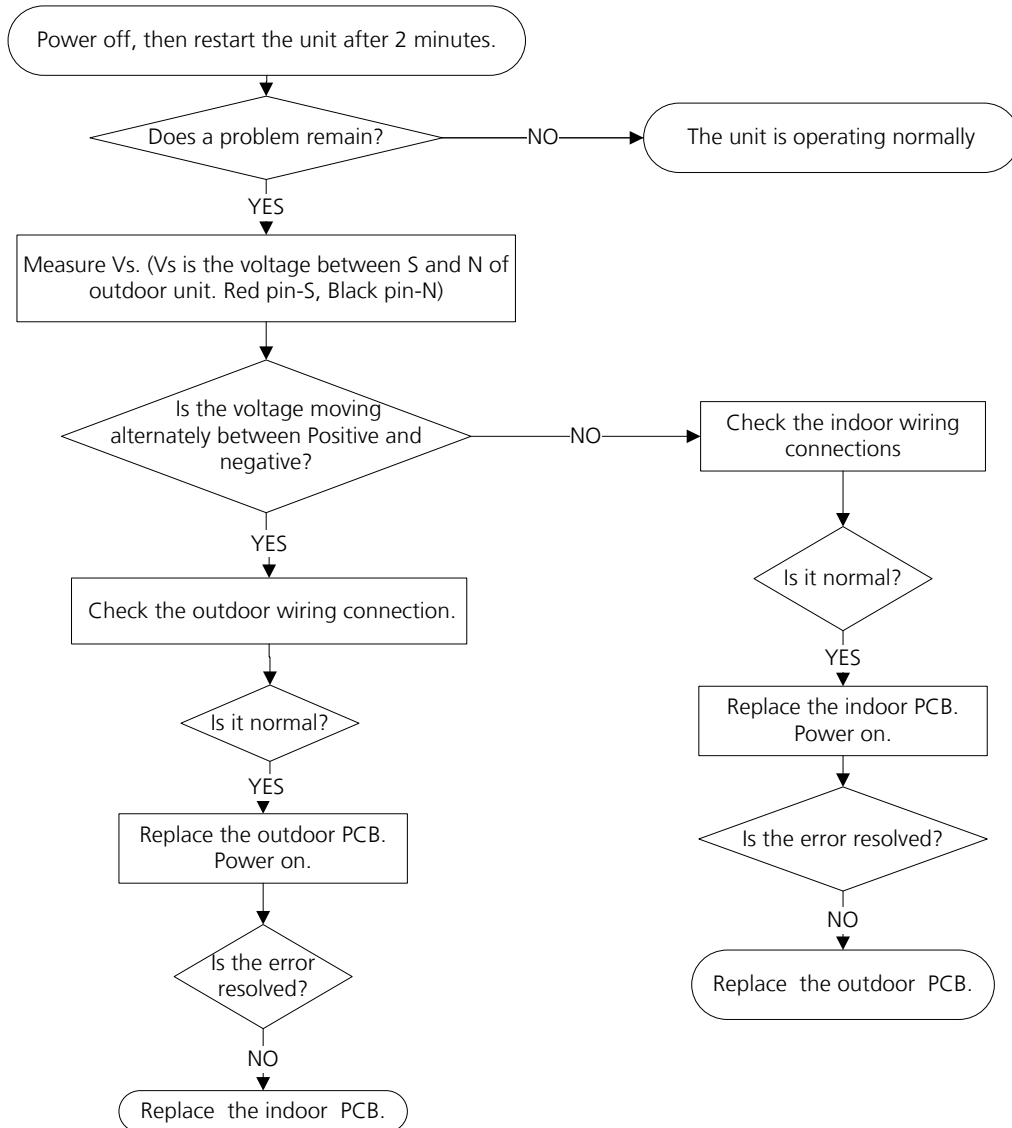 Power off, then restart the unit after 2 minutes.
Does a problem remain?
NO
The unit is operating normally
YES
Measure Vs. (Vs is the voltage between S and N of
outdoor unit. Red pin-S, Black pin-N)
Is the voltage moving
alternately between Positive and
negative?
NO
Check the indoor wiring
connections
YES
Check the outdoor wiring connection.
Is it normal?
YES
Is it normal?
YES
Replace the indoor PCB.
Power on.
Replace the outdoor PCB.
Power on.
Is the error resolved?
NO
Is the error
resolved?
Replace the outdoor PCB.
NO
Replace the indoor PCB.